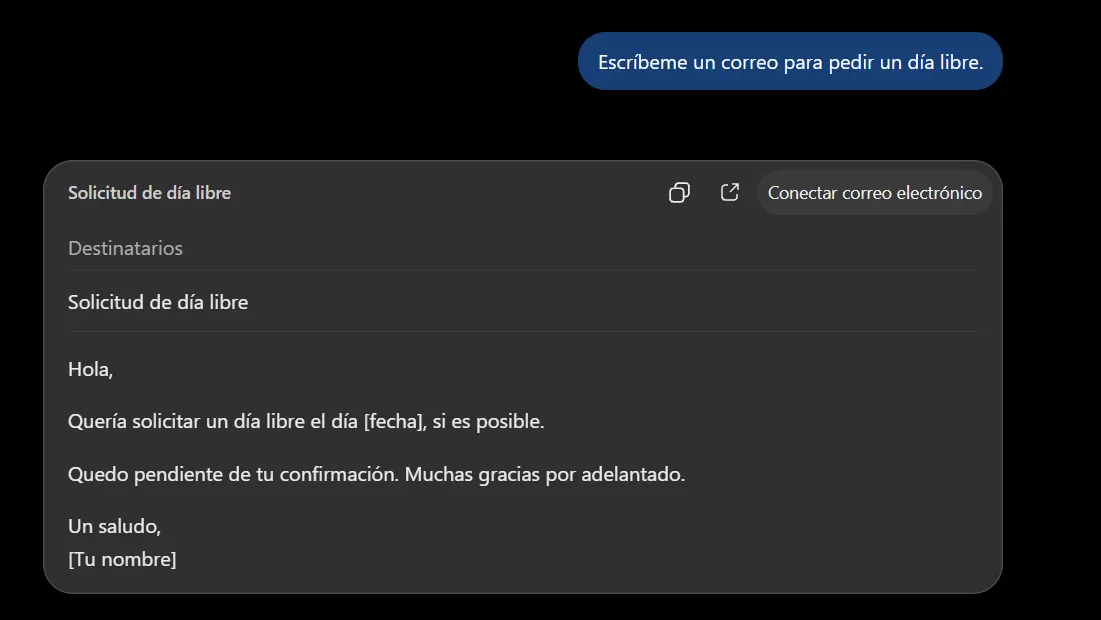 Escríbeme un correo para pedir un día libre.
Solicitud de día libre
Conectar correo electrónico
Destinatarios
Solicitud de día libre
Hola,
Quería solicitar un día libre el día [fecha], si es posible.
Quedo pendiente de tu confirmación. Muchas gracias por adelantado.
Un saludo,
[Tu nombre]